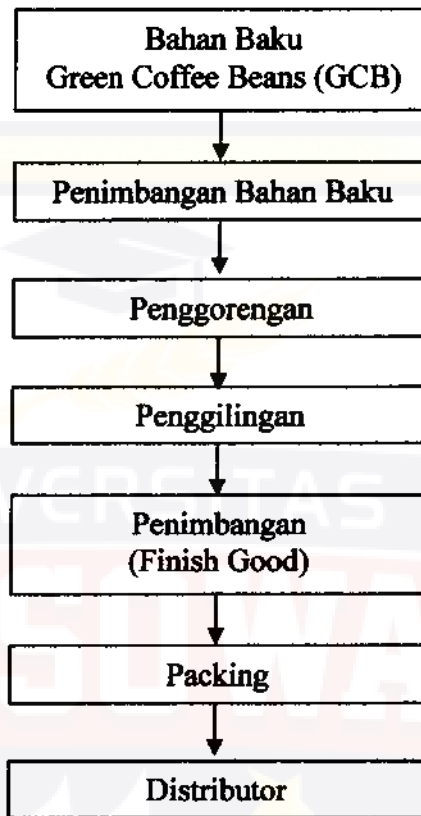 Bahan Baku
Green Coffee Beans (GCB)
Penimbangan Bahan Baku
Penggorengan
Penggilingan
Penimbangan
(Finish Good)
Packing
Distributor